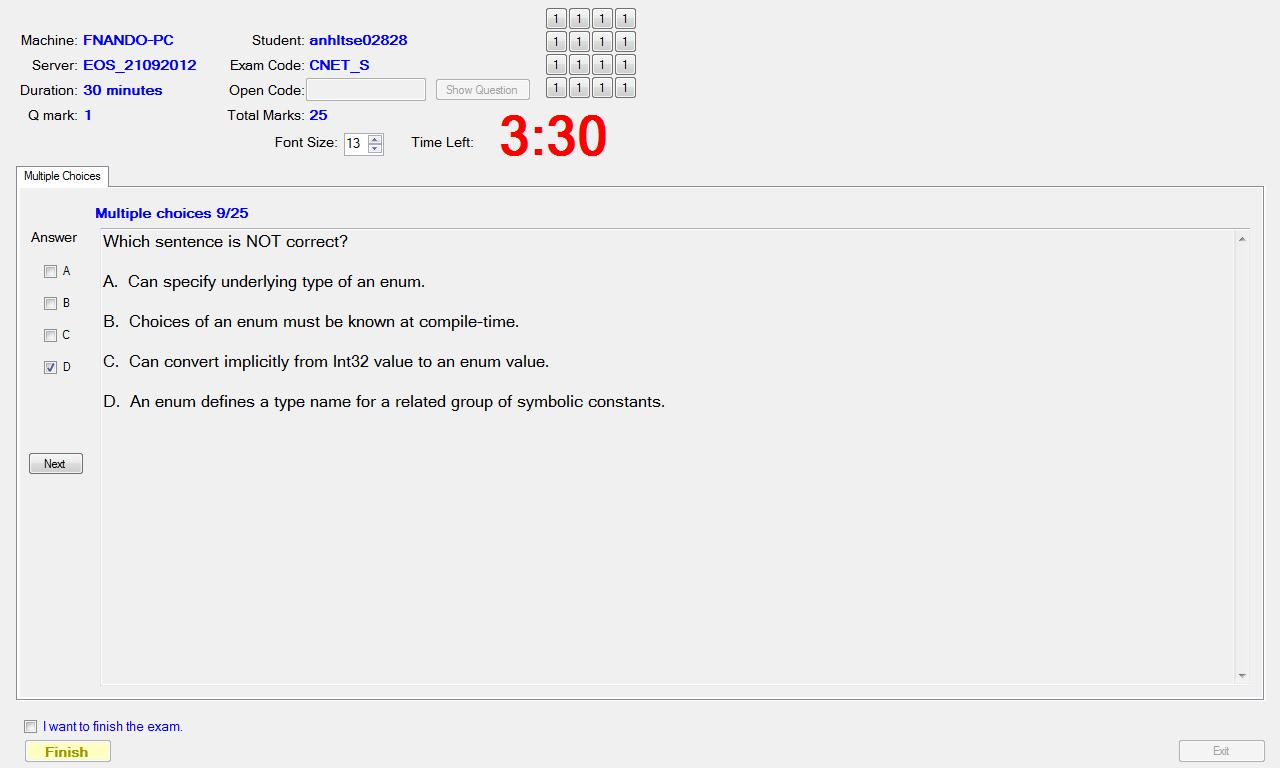 Machine: FNANDO-PC Student: anhltse02828
Server: EOS_21092012 Exam Code: CNET_S
Duration: 30 minutes Open Code: Show Question
Q mark: 1 Total Marks: 25
1 1 1 1
1 1 1 1
1 1 1 1
1 1 1 1
Font Size: 13 Time Left: 3:30
Multiple Choices
Multiple choices 9/25
Answer
A
B
C
D
Next
Which sentence is NOT correct?
A. Can specify underlying type of an enum.
B. Choices of an enum must be known at compile-time.
C. Can convert implicitly from Int32 value to an enum value.
D. An enum defines a type name for a related group of symbolic constants.
I want to finish the exam.
Finish
Exit